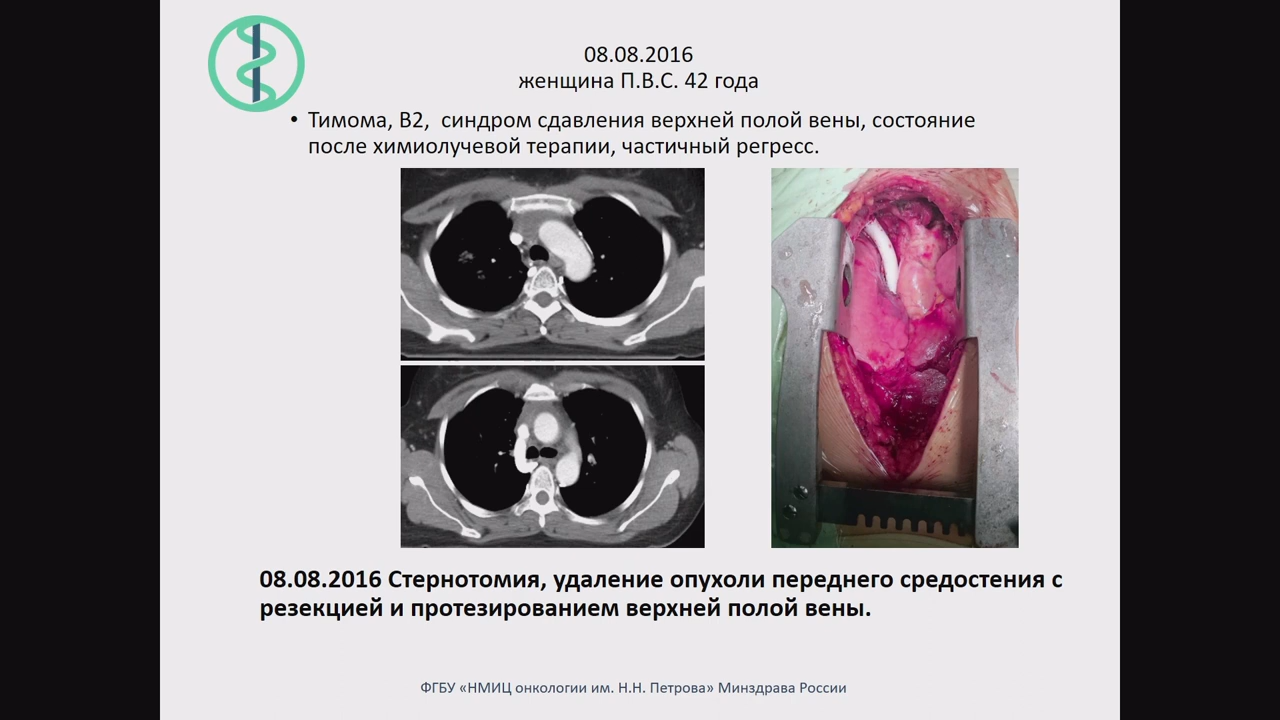 08.08.2016
женщина П.В.С. 42 года
• Тимома, В2, синдром сдавления верхней полой вены, состояние
после химиолучевой терапии, частичный регресс.
08.08.2016 Стернотомия, удаление опухоли переднего средостения с
резекцией и протезированием верхней полой вены.
ФГБУ «НМИЦ онкологии им. Н.Н. Петрова» Минздрава России